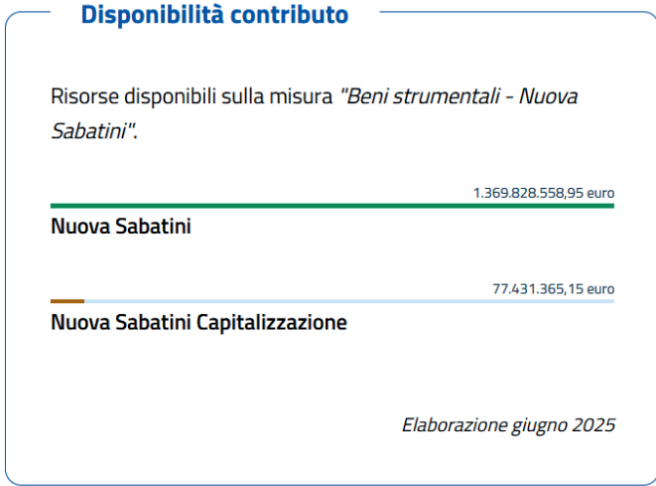 Disponibilità contributo
Risorse disponibili sulla misura "Beni strumentali - Nuova
Sabatini".
1.369.828.558,95 euro
Nuova Sabatini
77.431.365,15 euro
Nuova Sabatini Capitalizzazione
Elaborazione giugno 2025